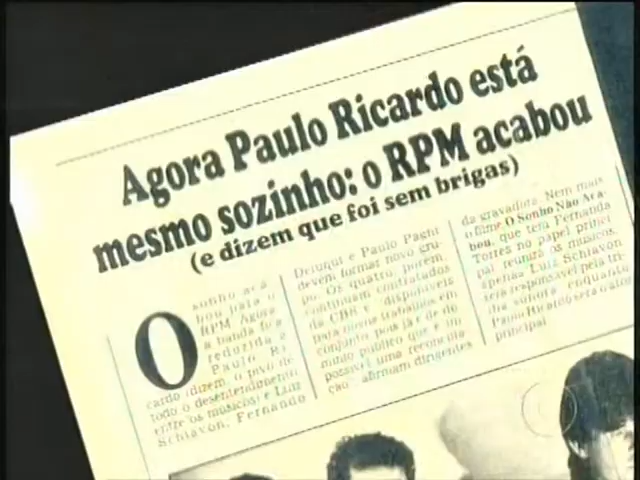 Agora Paulo Ricardo está
mesmo sozinho: o RPM acabou
(e dizem que foi sem brigas)
O sonho aca
bou para o
RPM Agora
a banda foi
reduzida a
Paulo Ri
cardo (dizem, o pivô de
todo o desentendimento
entre os músicos) e Luiz
Schiavon, Fernando
Deluqui e Paulo Pagni
devem formar novo gru
po. Os quatro, porém,
continuam contratados
da CBS e disponíveis
para novos trabalhos em
conjunto pois já é de do
mínio público que é im
possível uma reconcilia
ção afirmam dirigentes
da gravadora. Nem mais
o filme O Sonho Não Aca
bou, que tem Fernanda
Torres no papel princi
pal reunirá os músicos.
apenas Luiz Schiavon
será responsável pela tri
lha sonora enquanto
Paulo Ricardo será o ator
principal